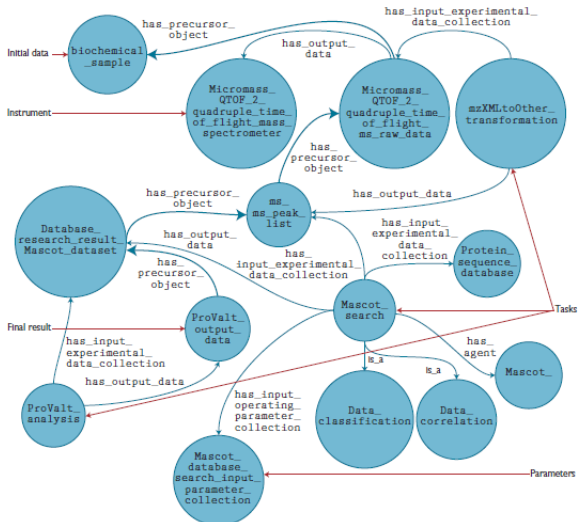 has_precursor_
object
has_input_experimental_
data_collection
Initial data
biochemical
_sample
has_output_
data
Instrument
Micromass_
QTOF_2_
quadruple_time_
of_flight_mass_
spectrometer
Micromass_
QTOF_2_
quadruple_time_
of_flight_
ms_raw_data
mzXMLtoOther_
transformation
has_precursor_
object
has_precursor_
object
ms_
ms_peak_
list
has_output_data
Database_
research_result_
Mascot_dataset
has_output_
data
has_
input_experimental_
data_collection
has_input_
experimental_
data_
collection
Protein_
sequence_
database
has_
precursor_
object
Final result
ProValt_
output_
data
Mascot_
search
Tasks
has_input_
experimental_
data_collection
has_output_data
has_
agent
is_a
is_a
Mascot_
ProValt_
analysis
has_input_
operating_
parameter_
collection
Data_
classification
Data_
correlation
Mascot_
database_
search_input_
parameter_
collection
Parameters